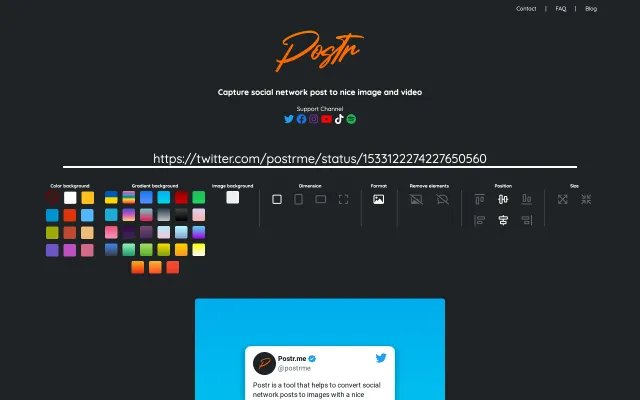 Contact | FAQ | Blog
Postr
Capture social network post to nice image and video
Support Channel
https://twitter.com/postrme/status/1533122274227650560
Color background Gradient background Image background Dimension Format Remove elements Position Size
Postr.me
@postrme
Postr is a tool that helps to convert social
network posts to images with a nice